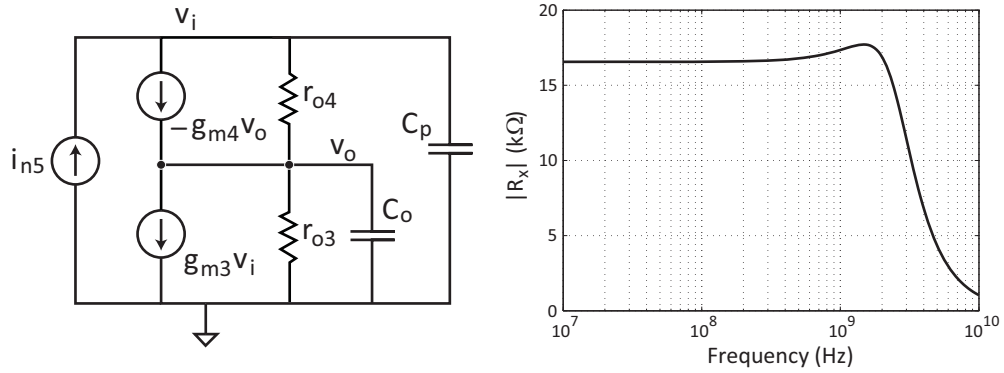 v_i
r_o4
−g_m4v_o
v_o
C_p
i_n5
C_o
r_o3
g_m3v_i
|R_x| (kΩ)
20
15
10
5
0
10^7
10^8
10^9
10^10
Frequency (Hz)